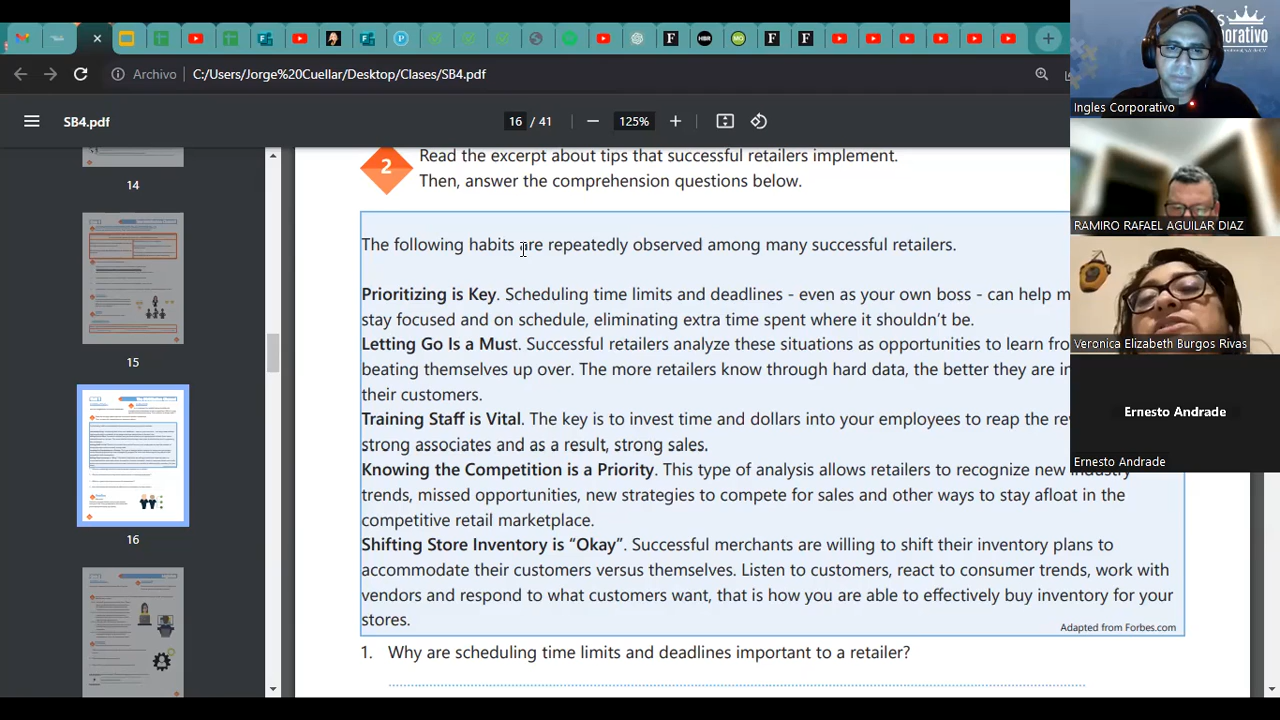 Archivo
C:/Users/Jorge%20Cuellar/Desktop/Clases/SB4.pdf
SB4.pdf
16 / 41
125%
14
15
16
2
Read the excerpt about tips that successful retailers implement.
Then, answer the comprehension questions below.
The following habits are repeatedly observed among many successful retailers.
Prioritizing is Key. Scheduling time limits and deadlines - even as your own boss - can help
stay focused and on schedule, eliminating extra time spent where it shouldn't be.
Letting Go Is a Must. Successful retailers analyze these situations as opportunities to learn
beating themselves up over. The more retailers know through hard data, the better they are
their customers.
Training Staff is Vital The key is to invest time and dollars into your employees to reap the
strong associates and as a result, strong sales.
Knowing the Competition is a Priority. This type of analysis allows retailers to recognize new industry
trends, missed opportunities, new strategies to compete for sales and other ways to stay afloat in the
competitive retail marketplace.
Shifting Store Inventory is “Okay”. Successful merchants are willing to shift their inventory plans to
accommodate their customers versus themselves. Listen to customers, react to consumer trends, work with
vendors and respond to what customers want, that is how you are able to effectively buy inventory for your
stores.
Adapted from Forbes.com
1. Why are scheduling time limits and deadlines important to a retailer?
Ingles Corporativo
RAMIRO RAFAEL AGUILAR DIAZ
Veronica Elizabeth Burgos Rivas
Ernesto Andrade
Ernesto Andrade